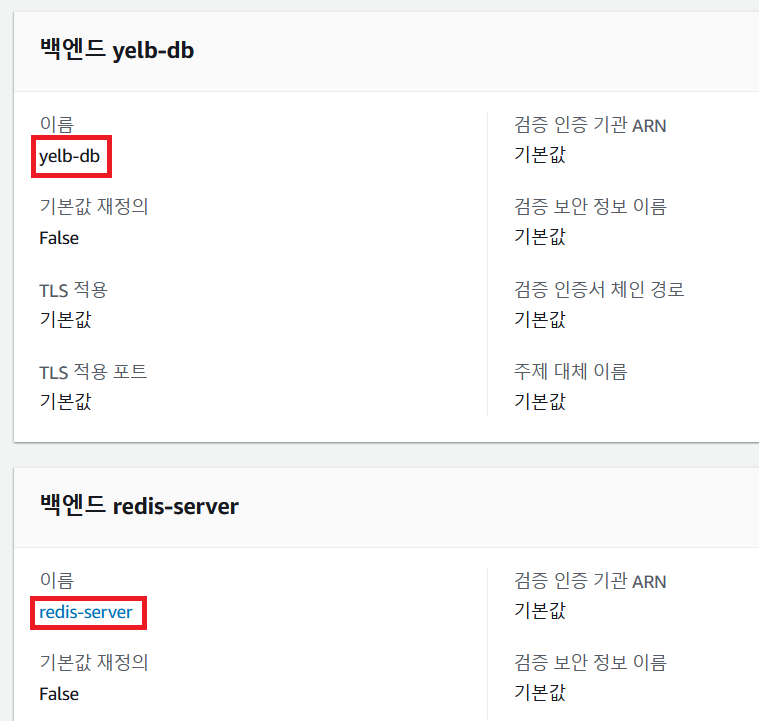 백엔드 yelb-db
이름
yelb-db
기본값 재정의
False
TLS 적용
기본값
TLS 적용 포트
기본값
검증 인증 기관 ARN
기본값
검증 보안 정보 이름
기본값
검증 인증서 체인 경로
기본값
주제 대체 이름
기본값
백엔드 redis-server
이름
redis-server
기본값 재정의
False
검증 인증 기관 ARN
기본값
검증 보안 정보 이름
기본값